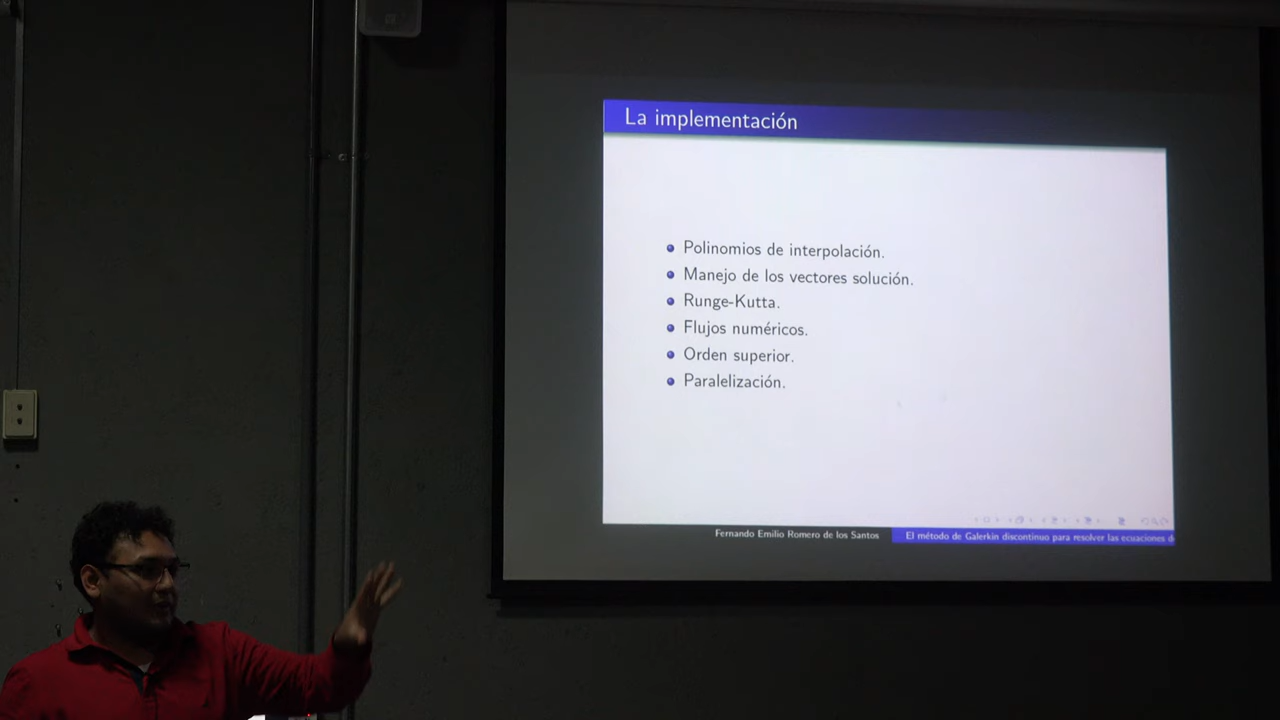 La implementación
Polinomios de interpolación.
Manejo de los vectores solución.
Runge-Kutta.
Flujos numéricos.
Orden superior.
Paralelización.
Fernando Emilio Romero de los Santos
El método de Galerkin discontinuo para resolver las ecuaciones d